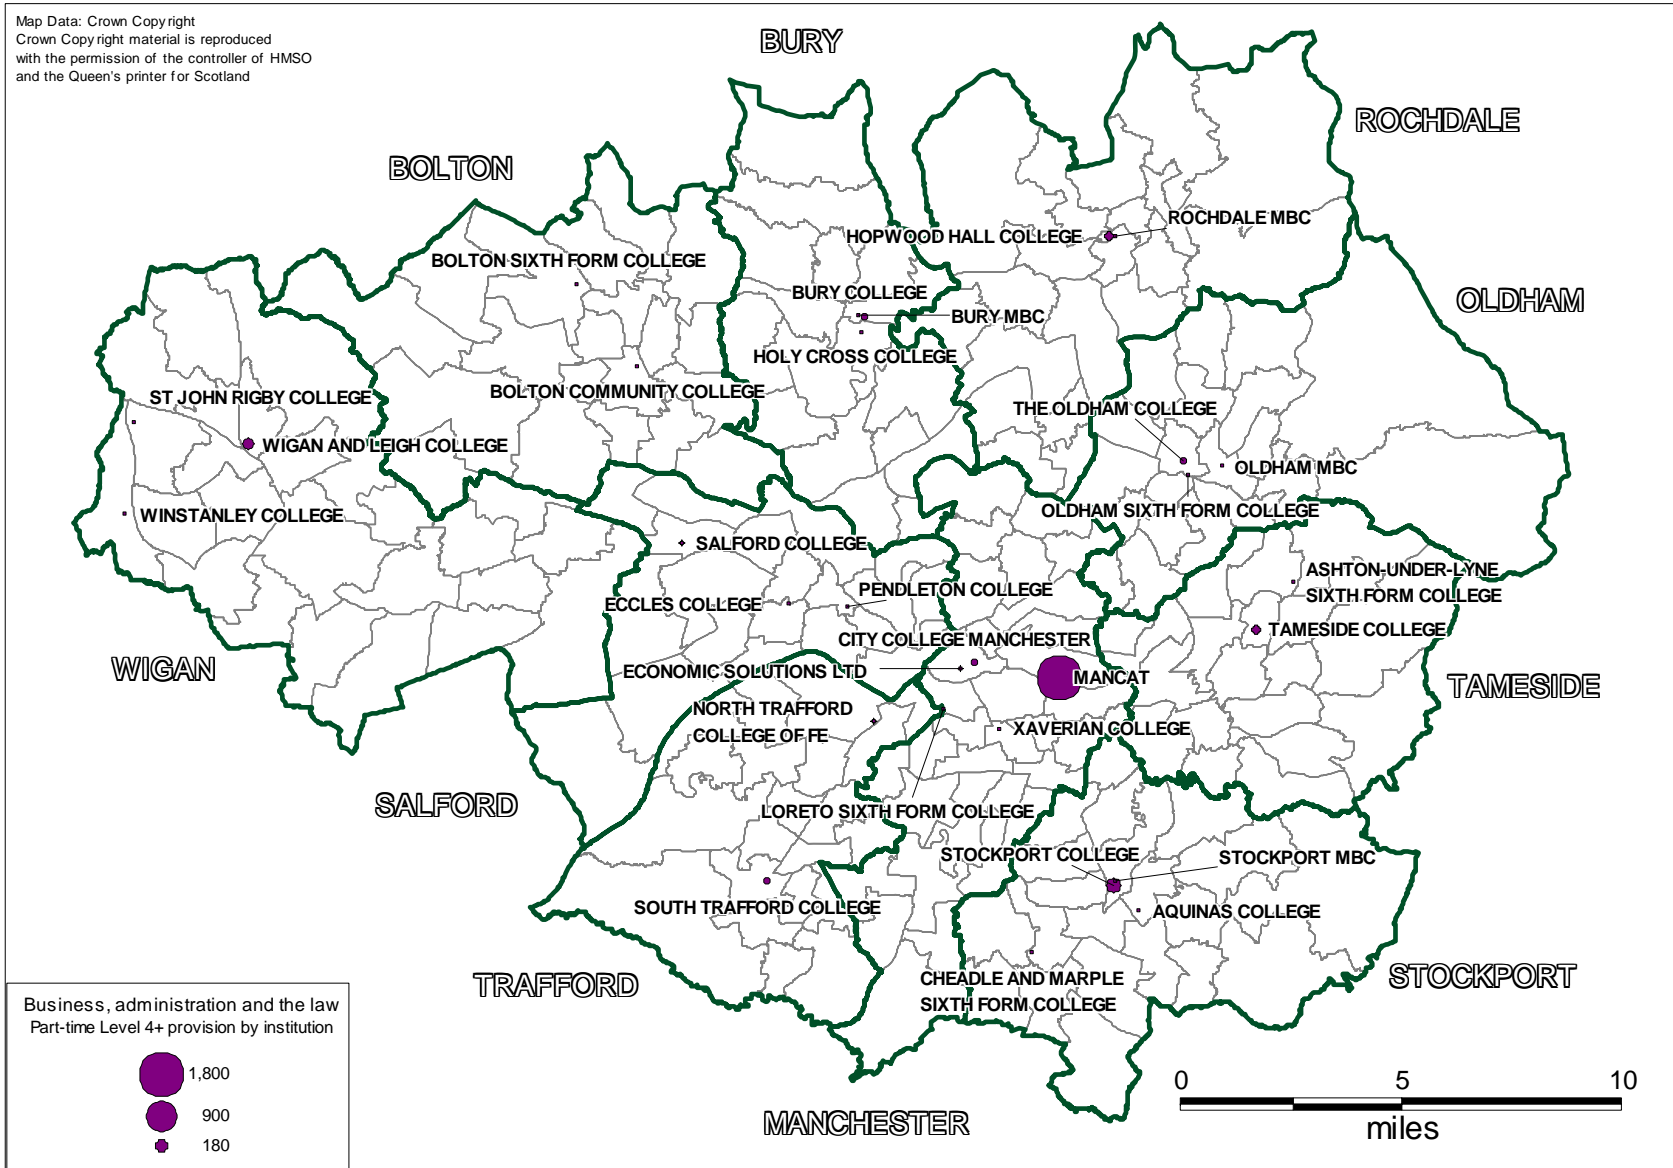 Map Data: Crown Copyright
Crown Copyright material is reproduced
with the permission of the controller of HMSO
and the Queen's printer for Scotland
BURY
ROCHDALE
BOLTON
ROCHDALE MBC
HOPWOOD HALL COLLEGE
BOLTON SIXTH FORM COLLEGE
BURY COLLEGE
OLDHAM
BURY MBC
HOLY CROSS COLLEGE
BOLTON COMMUNITY COLLEGE
ST JOHN RIGBY COLLEGE
THE OLDHAM COLLEGE
WIGAN AND LEIGH COLLEGE
OLDHAM MBC
WINSTANLEY COLLEGE
OLDHAM SIXTH FORM COLLEGE
SALFORD COLLEGE
ASHTON-UNDER-LYNE
SIXTH FORM COLLEGE
PENDLETON COLLEGE
ECCLES COLLEGE
TAMESIDE COLLEGE
CITY COLLEGE MANCHESTER
WIGAN
ECONOMIC SOLUTIONS LTD
MANCAT
TAMESIDE
NORTH TRAFFORD
COLLEGE OF FE
XAVERIAN COLLEGE
SALFORD
LORETO SIXTH FORM COLLEGE
STOCKPORT COLLEGE
STOCKPORT MBC
SOUTH TRAFFORD COLLEGE
AQUINAS COLLEGE
TRAFFORD
CHEADLE AND MARPLE
SIXTH FORM COLLEGE
STOCKPORT
Business, administration and the law
Part-time Level 4+ provision by institution
1,800
900
180
MANCHESTER
0 5 10
miles